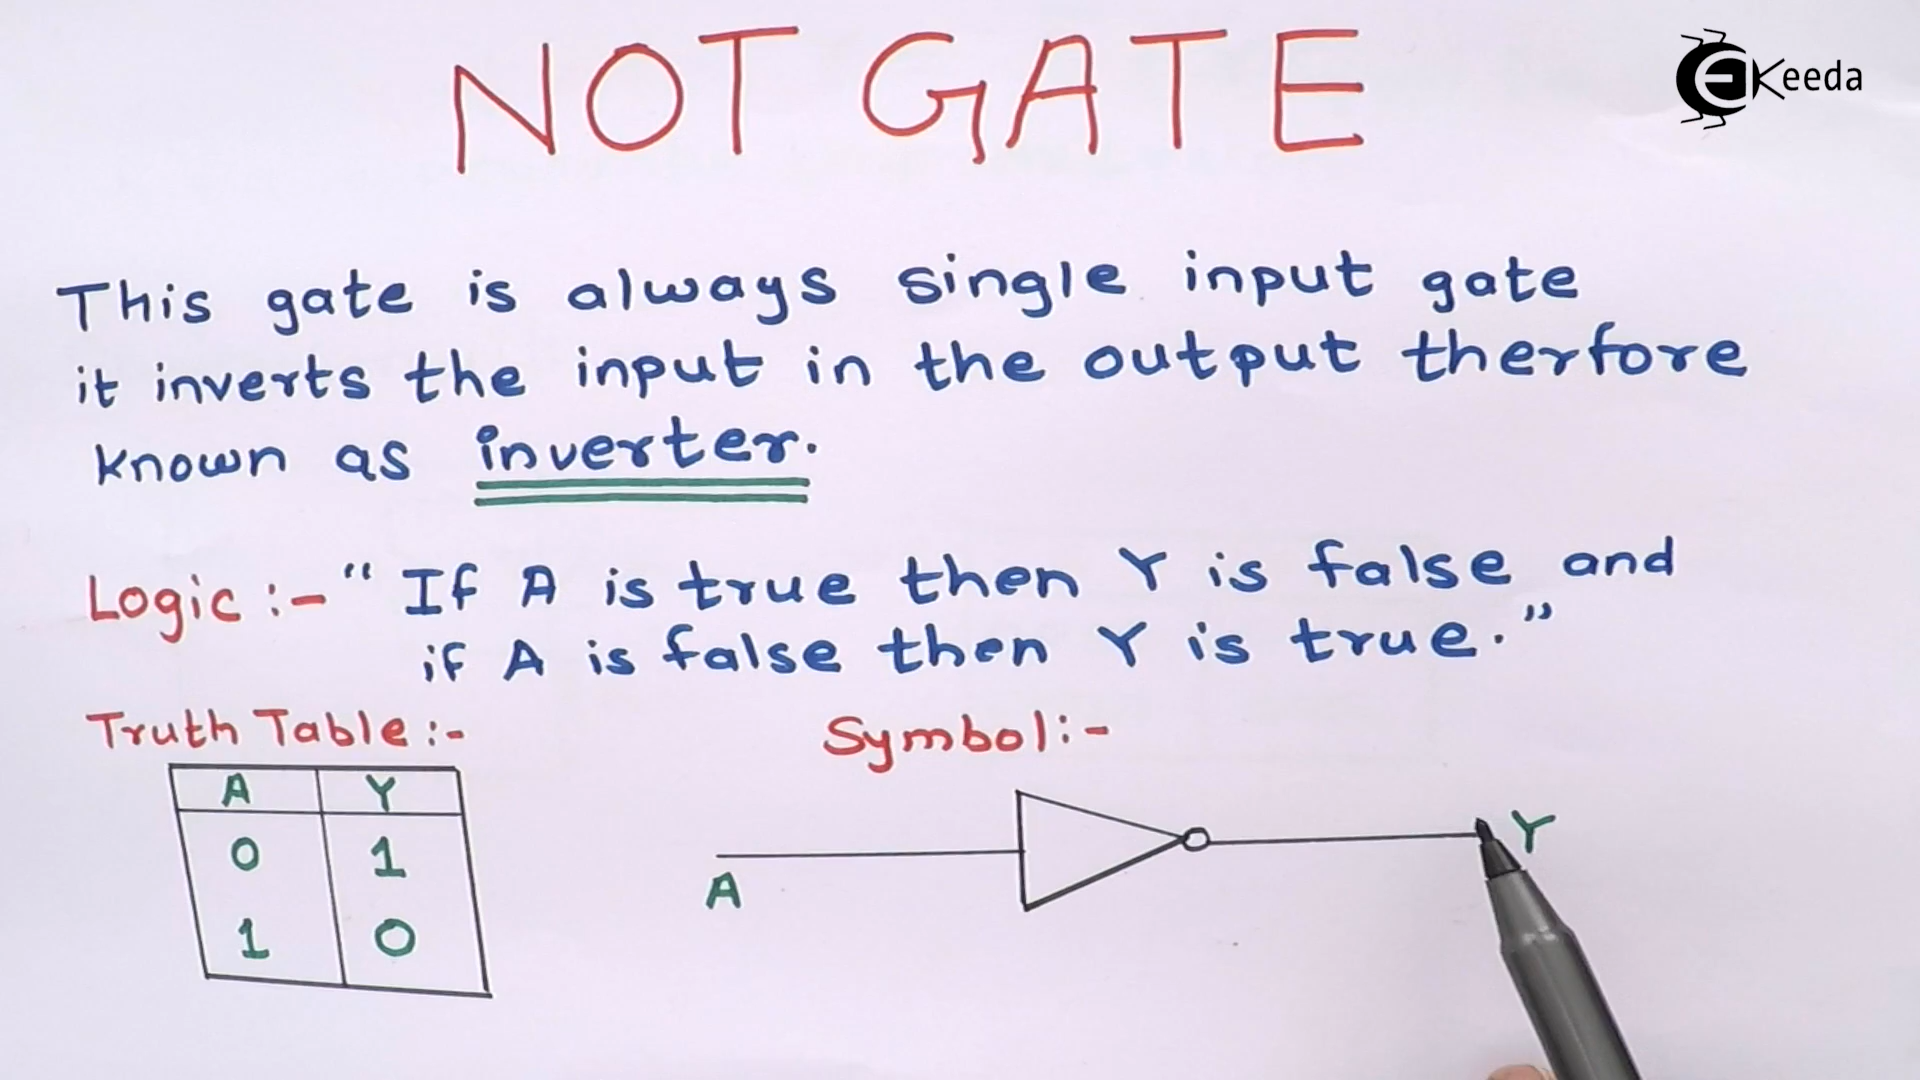 NOT GATE
EKeeda
This gate is always single input gate
it inverts the input in the output therfore
known as inverter.
Logic :- " If A is true then Y is false and
if A is false then Y is true."
Truth Table :-
Symbol :-
A Y
0 1
1 0
A
Y